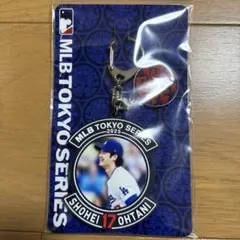 MLB TOKYO SERIES
MLB TOKYO SERIES
2025
SHOHEI 17 OHTANI